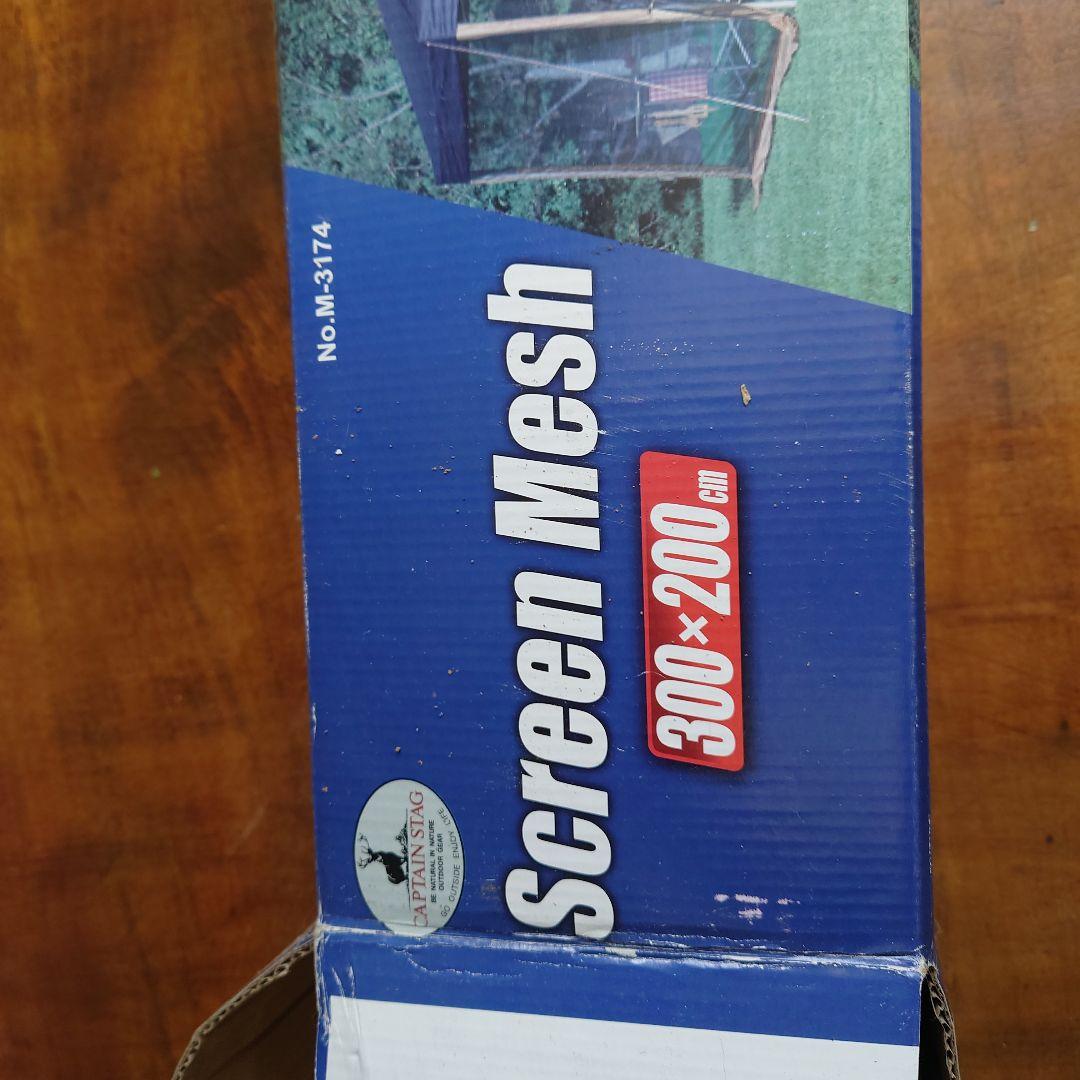 No.M-3174
CAPTAIN STAG
BE NATURAL IN NATURE
OUTDOOR GEAR
GO OUTSIDE ENJOY LIFE
Screen Mesh
300×200cm